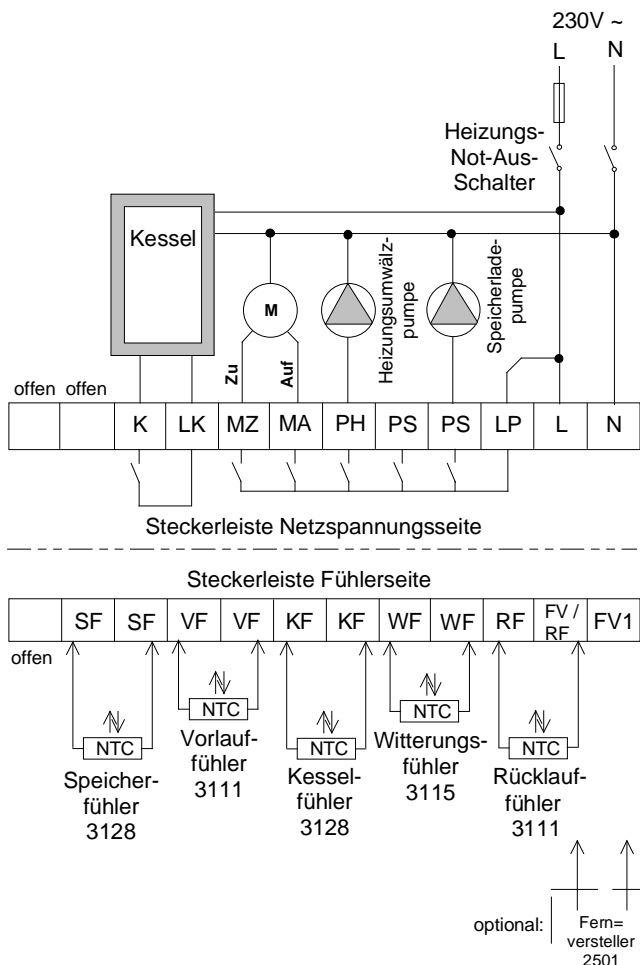 230V ~
L N
Heizungs-
Not-Aus-
Schalter
Kessel
M
Zu
Auf
Heizungsumwälz-
pumpe
Speicherlade-
pumpe
offen offen
K LK MZ MA PH PS PS LP L N
Steckerleiste Netzspannungsseite
Steckerleiste Fühlerseite
SF SF VF VF KF KF WF WF RF FV / RF FV1
offen
NTC NTC NTC NTC NTC
Speicher-
fühler
3128
Vorlauf-
fühler
3111
Kessel-
fühler
3128
Witterungs-
fühler
3115
Rücklauf-
fühler
3111
optional:
Fern=
versteller
2501